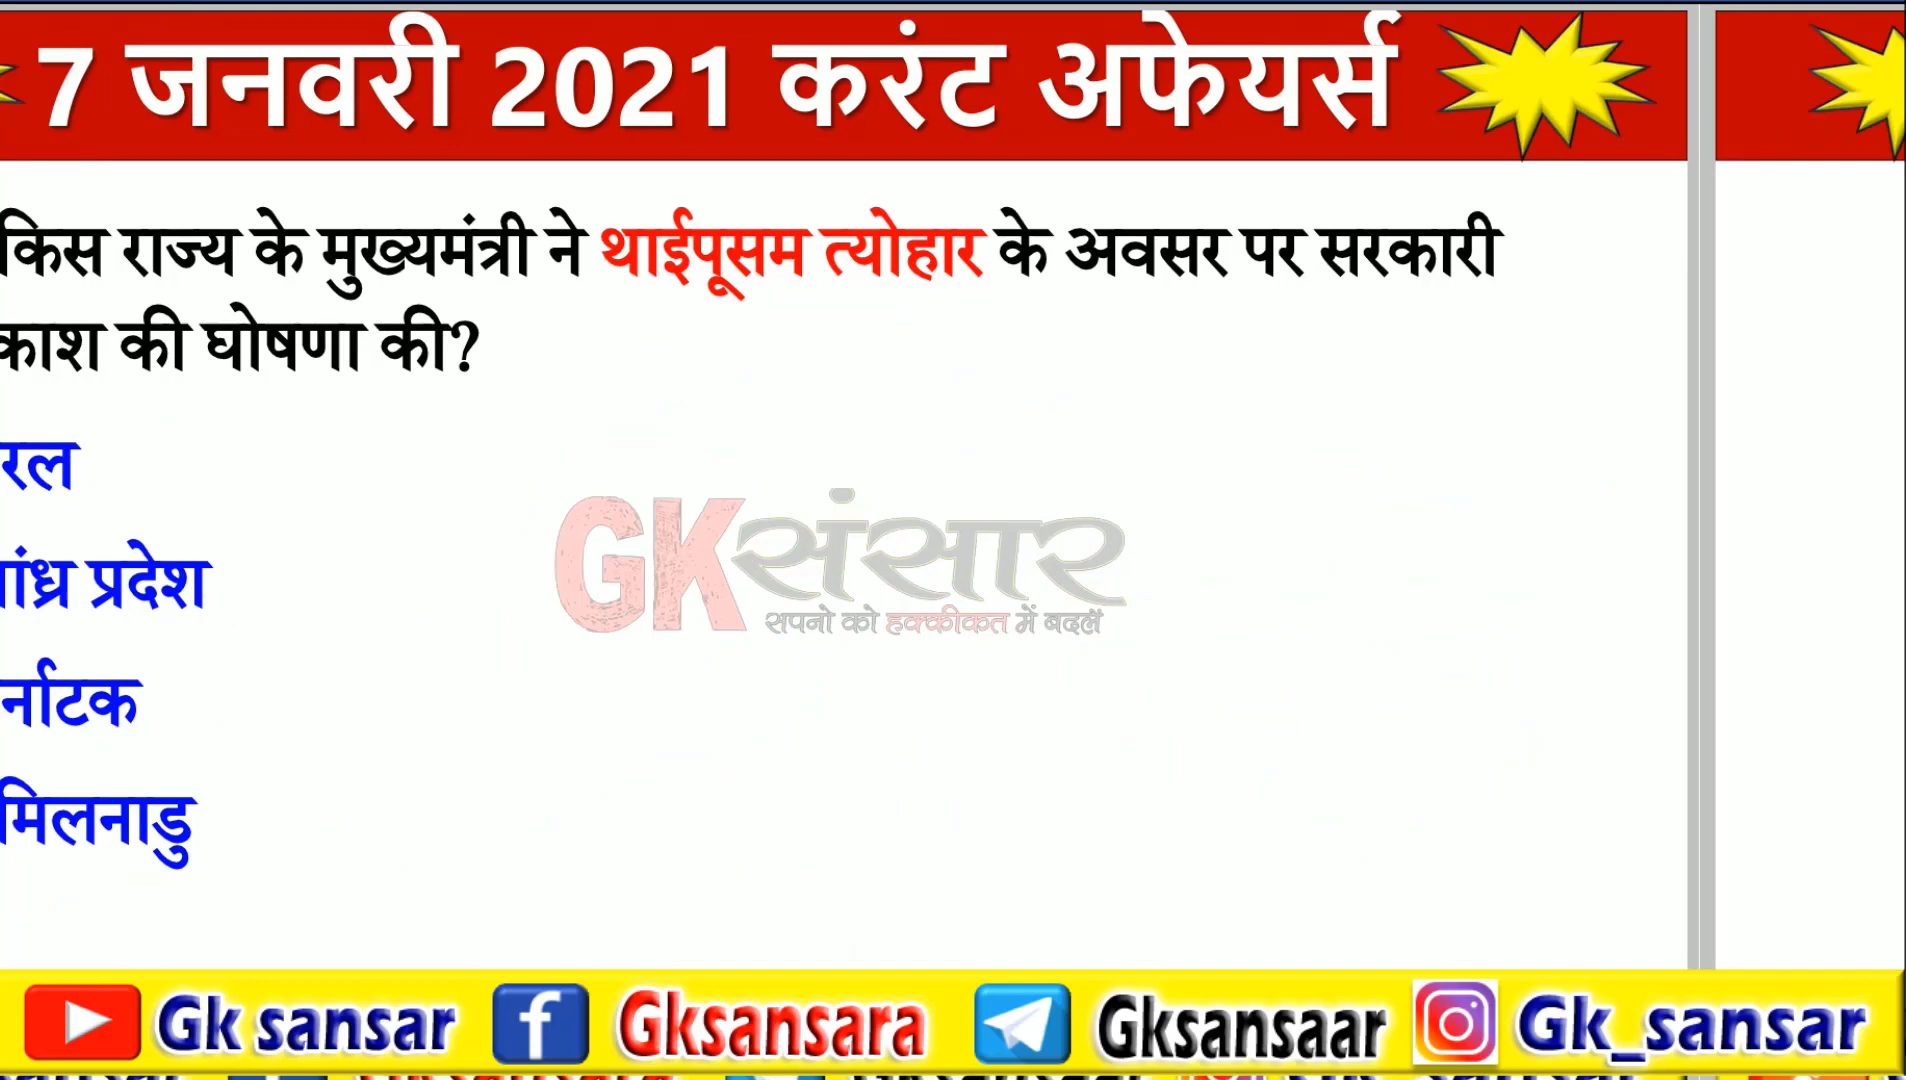 7 जनवरी 2021 करंट अफेयर्स
किस राज्य के मुख्यमंत्री ने थाईपूसम त्योहार के अवसर पर सरकारी
काश की घोषणा की?
रल
ांध्र प्रदेश
र्नाटक
मिलनाडु
GKसंसार
सपनो को हक्कीकत में बदलें
Gk sansar Gksansara Gksansaar Gk_sansar